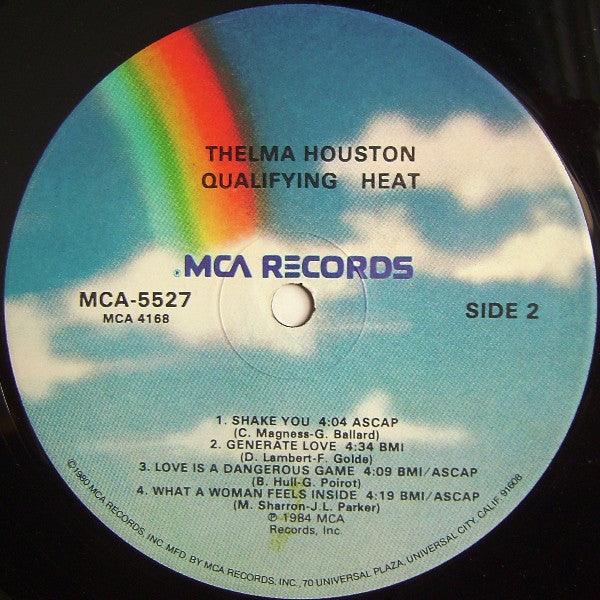 THELMA HOUSTON
QUALIFYING HEAT
®MCA RECORDS
MCA-5527
MCA 4168
SIDE 2
1. SHAKE YOU 4:04 ASCAP
(C. Magness-G. Ballard)
2. GENERATE LOVE 4:34 BMI
(D. Lambert-F. Golde)
3. LOVE IS A DANGEROUS GAME 4:09 BMI/ASCAP
(B. Hull-G. Poirot)
4. WHAT A WOMAN FEELS INSIDE 4:19 BMI/ASCAP
(M. Sharron-J.L. Parker)
℗ 1984 MCA
Records, Inc.
©1980 MCA RECORDS, INC. MFD. BY MCA RECORDS, INC., 70 UNIVERSAL PLAZA, UNIVERSAL CITY, CALIF. 91608